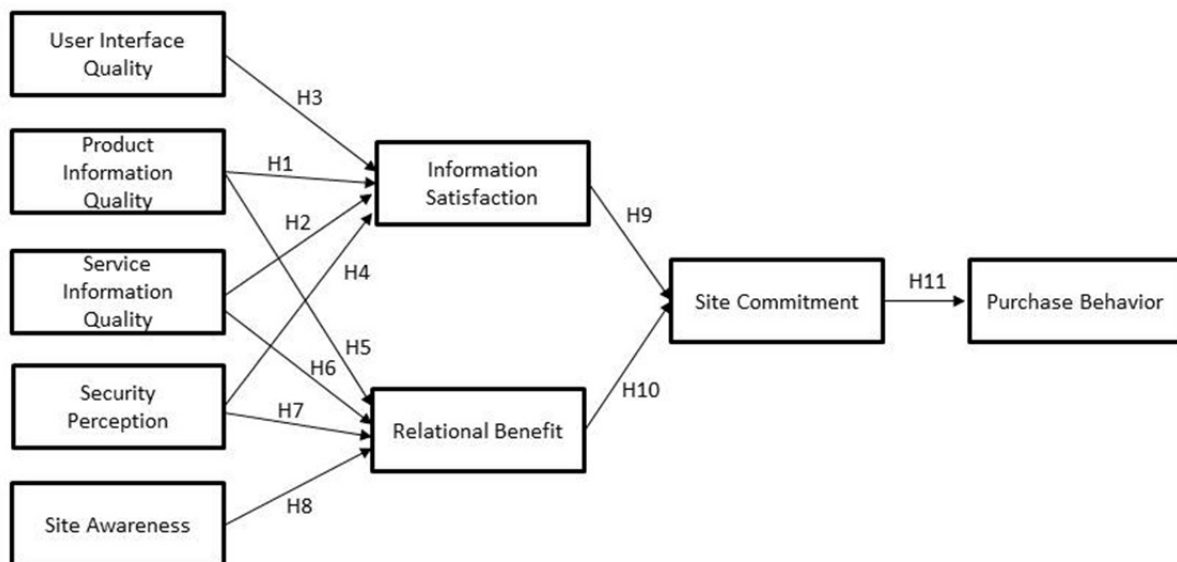 User Interface
Quality
H3
Product
Information
Quality
H1
Information
Satisfaction
H2
H9
Service
Information
Quality
H4
Site Commitment
H11
Purchase Behavior
H5
H6
Security
Perception
H7
Relational Benefit
H10
H8
Site Awareness